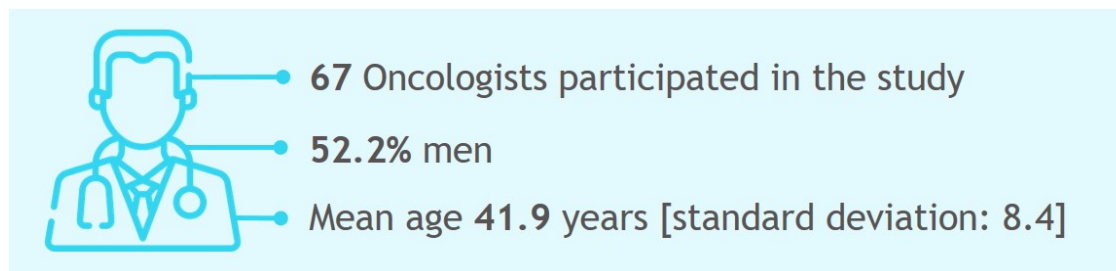 67 Oncologists participated in the study
52.2% men
Mean age 41.9 years [standard deviation: 8.4]